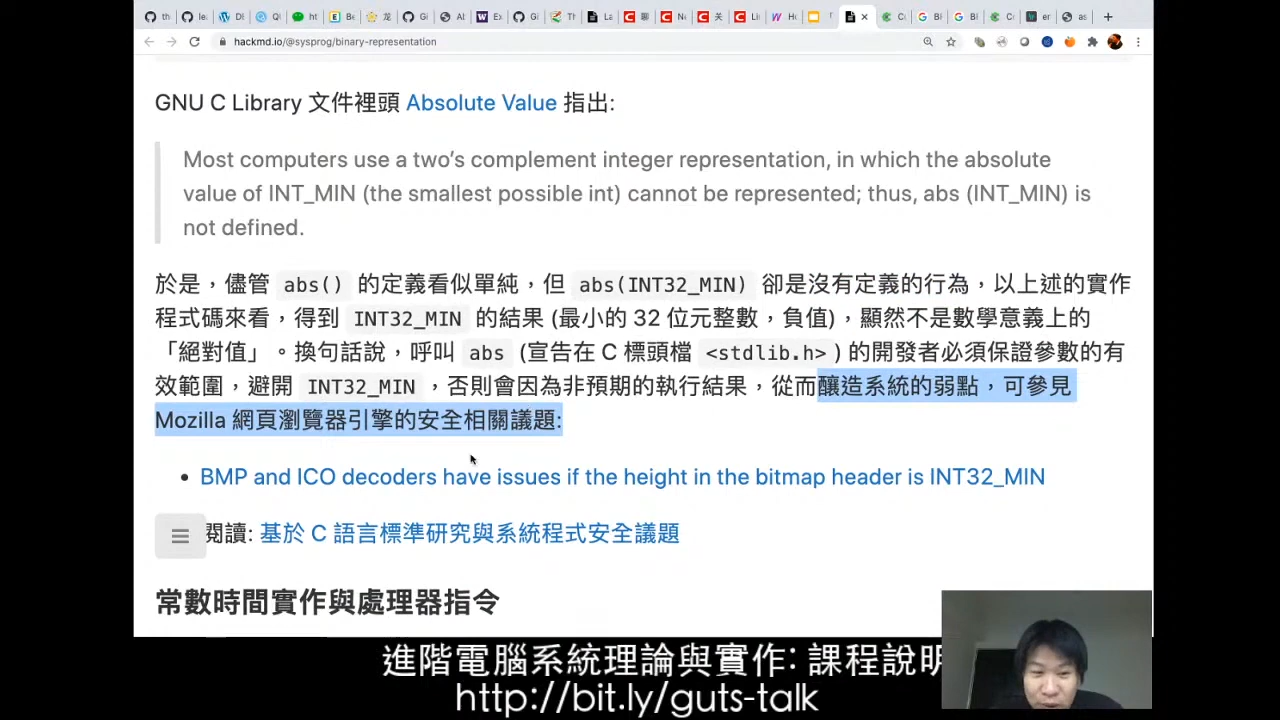 hackmd.io/@sysprog/binary-representation
GNU C Library 文件裡頭 Absolute Value 指出:
Most computers use a two's complement integer representation, in which the absolute
value of INT_MIN (the smallest possible int) cannot be represented; thus, abs (INT_MIN) is
not defined.
於是，儘管 abs() 的定義看似單純，但 abs(INT32_MIN) 卻是沒有定義的行為，以上述的實作
程式碼來看，得到 INT32_MIN 的結果 (最小的 32 位元整數，負值)，顯然不是數學意義上的
「絕對值」。換句話說，呼叫 abs (宣告在 C 標頭檔 <stdlib.h> ) 的開發者必須保證參數的有
效範圍，避開 INT32_MIN ，否則會因為非預期的執行結果，從而釀造系統的弱點，可參見
Mozilla 網頁瀏覽器引擎的安全相關議題:
• BMP and ICO decoders have issues if the height in the bitmap header is INT32_MIN
閱讀: 基於 C 語言標準研究與系統程式安全議題
常數時間實作與處理器指令
進階電腦系統理論與實作: 課程說明
http://bit.ly/guts-talk